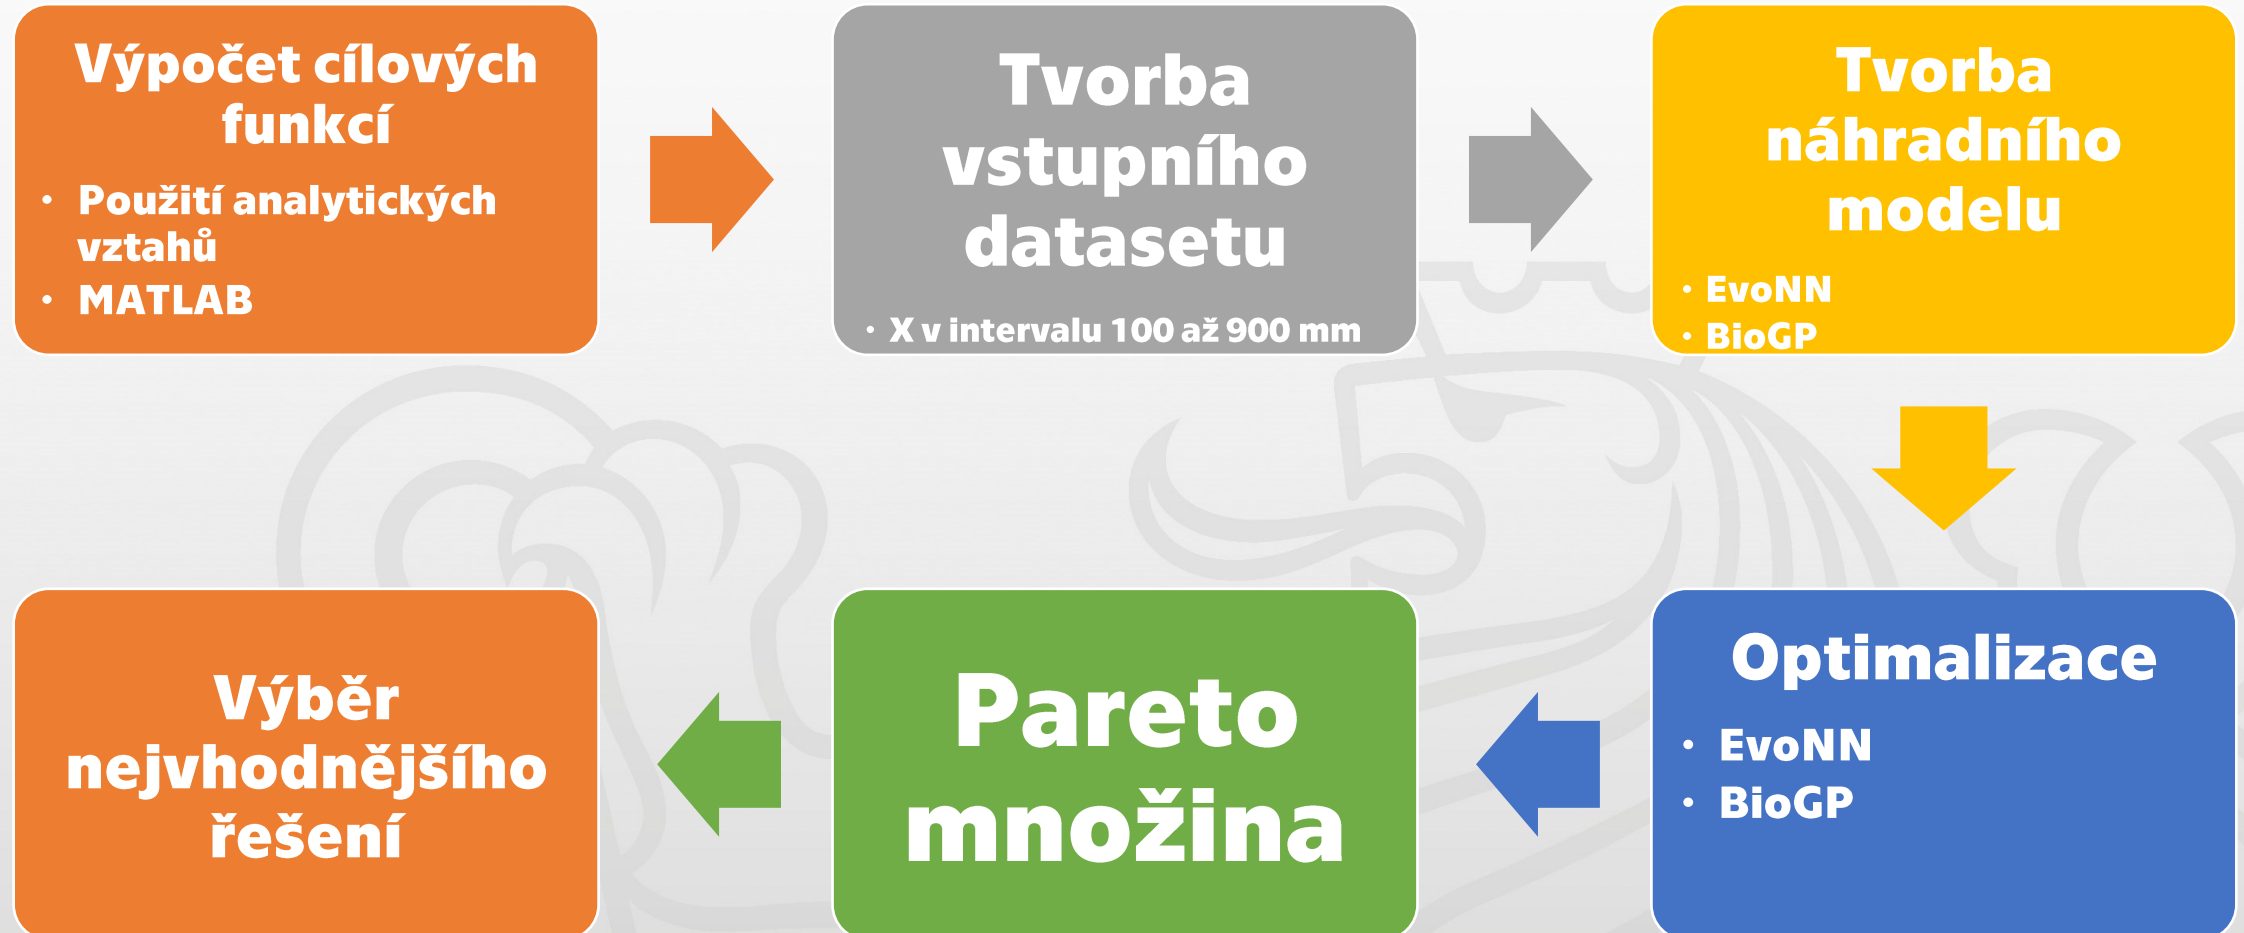 Výpočet cílových
funkcí
• Použití analytických
vztahů
• MATLAB
Tvorba
vstupního
datasetu
• X v intervalu 100 až 900 mm
Tvorba
náhradního
modelu
• EvoNN
• BioGP
Optimalizace
• EvoNN
• BioGP
Pareto
množina
Výběr
nejvhodnějšího
řešení